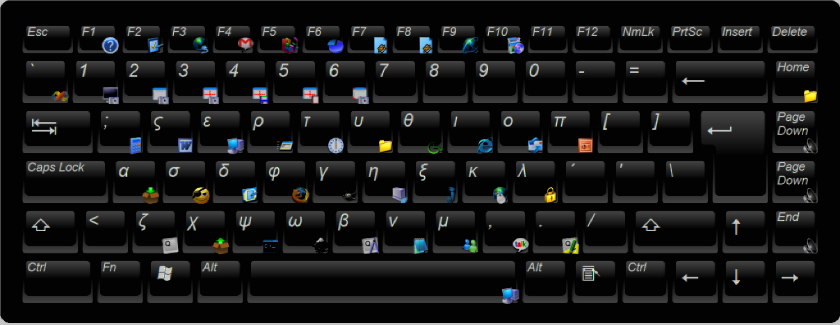 Esc F1 F2 F3 F4 F5 F6 F7 F8 F9 F10 F11 F12 NmLk PrtSc Insert Delete
` 1 2 3 4 5 6 7 8 9 0 - = ← Home
; ς ε ρ τ υ θ ι ο π [ ] Page Down
Caps Lock α σ δ φ γ η ξ κ λ ΄ ' \ Page Down
< ζ χ ψ ω β ν μ , . / ↑ End
Ctrl Fn Alt Alt Ctrl ← ↓ →